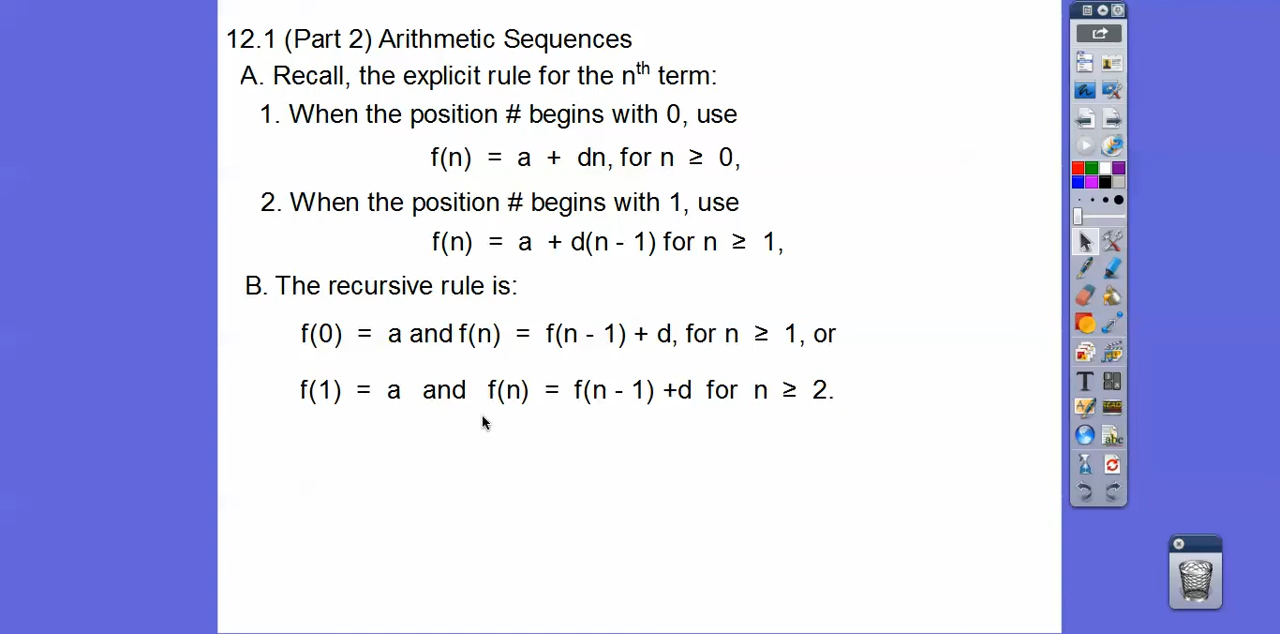 12.1 (Part 2) Arithmetic Sequences
A. Recall, the explicit rule for the nth term:
1. When the position # begins with 0, use
f(n) = a + dn, for n ≥ 0,
2. When the position # begins with 1, use
f(n) = a + d(n - 1) for n ≥ 1,
B. The recursive rule is:
f(0) = a and f(n) = f(n - 1) + d, for n ≥ 1, or
f(1) = a and f(n) = f(n - 1) +d for n ≥ 2.